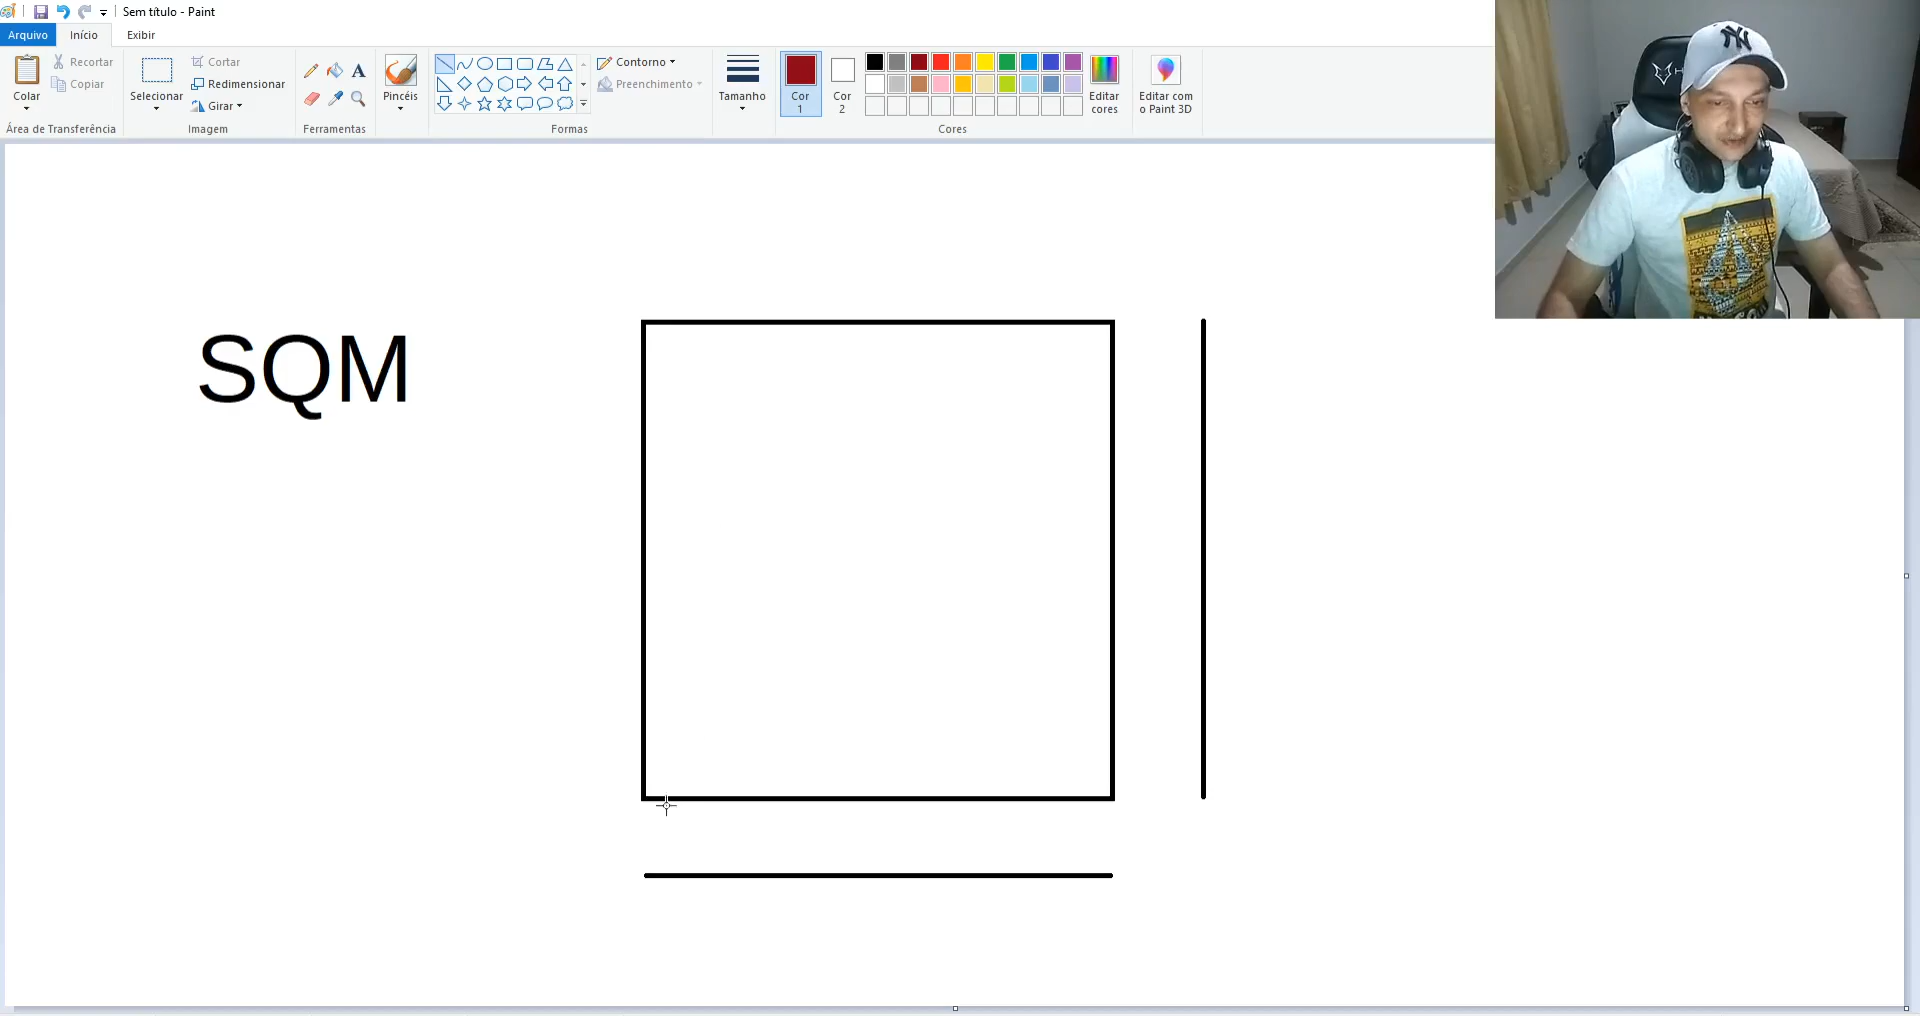 Sem título - Paint
Arquivo
Início
Exibir
Colar
Recortar
Copiar
Área de Transferência
Selecionar
Cortar
Redimensionar
Girar
Imagem
A
Ferramentas
Pincéis
Contorno
Preenchimento
Formas
Tamanho
Cor
1
Cor
2
Cores
Editar
cores
Editar com
o Paint 3D
NY
SQM